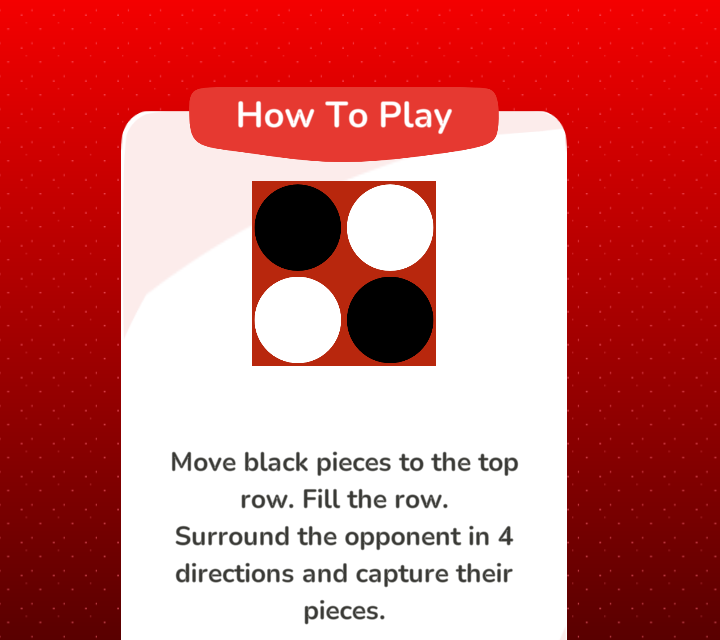 How To Play
Move black pieces to the top
row. Fill the row.
Surround the opponent in 4
directions and capture their
pieces.